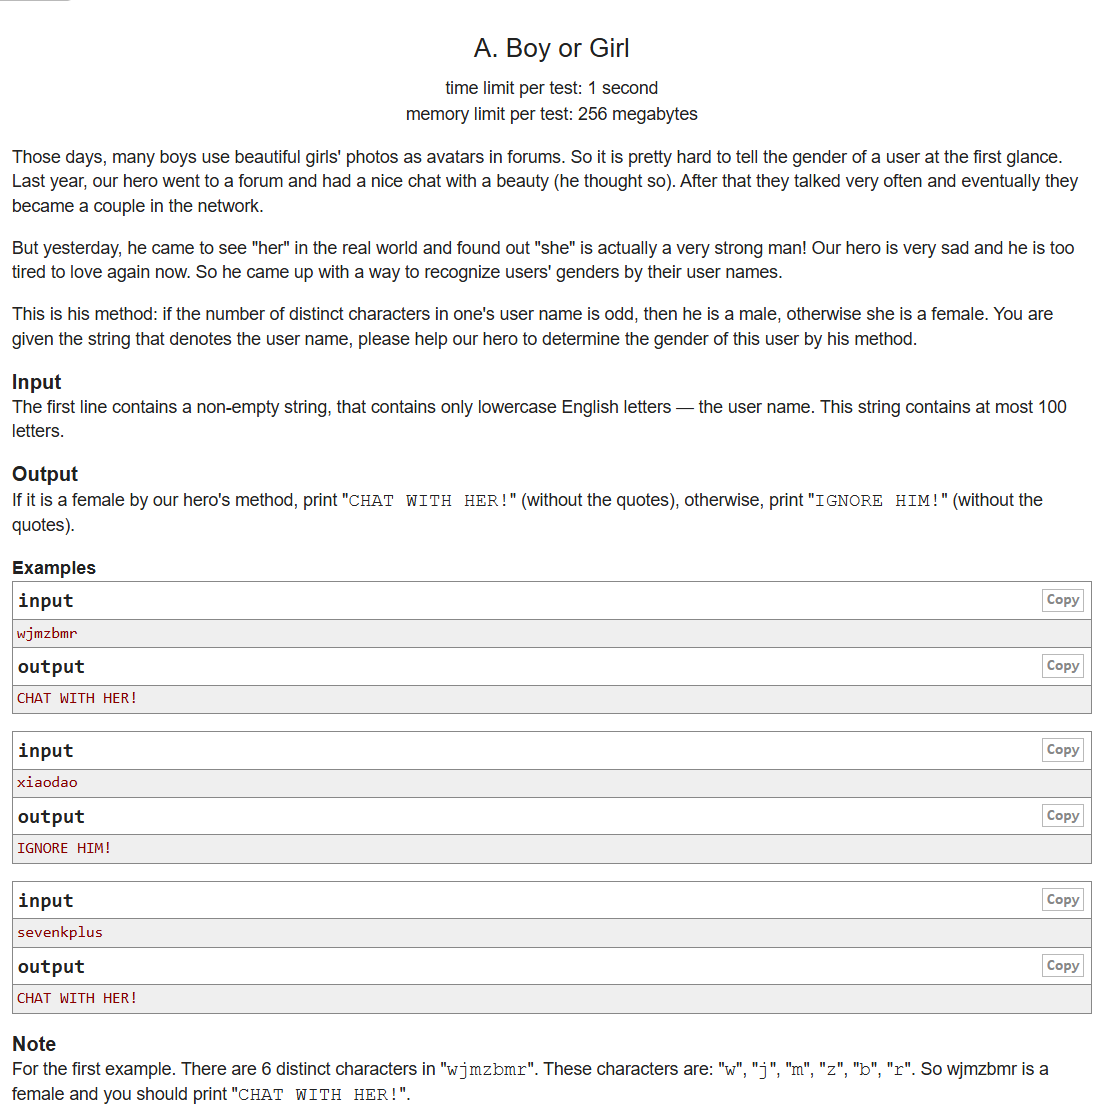 A. Boy or Girl
time limit per test: 1 second
memory limit per test: 256 megabytes
Those days, many boys use beautiful girls' photos as avatars in forums. So it is pretty hard to tell the gender of a user at the first glance.
Last year, our hero went to a forum and had a nice chat with a beauty (he thought so). After that they talked very often and eventually they
became a couple in the network.
But yesterday, he came to see "her" in the real world and found out "she" is actually a very strong man! Our hero is very sad and he is too
tired to love again now. So he came up with a way to recognize users' genders by their user names.
This is his method: if the number of distinct characters in one's user name is odd, then he is a male, otherwise she is a female. You are
given the string that denotes the user name, please help our hero to determine the gender of this user by his method.
Input
The first line contains a non-empty string, that contains only lowercase English letters — the user name. This string contains at most 100
letters.
Output
If it is a female by our hero's method, print "CHAT WITH HER!" (without the quotes), otherwise, print "IGNORE HIM!" (without the
quotes).
Examples
input Copy
wjmzbmr
output Copy
CHAT WITH HER!
input Copy
xiaodao
output Copy
IGNORE HIM!
input Copy
sevenkplus
output Copy
CHAT WITH HER!
Note
For the first example. There are 6 distinct characters in "wjmzbmr". These characters are: "w", "j", "m", "z", "b", "r". So wjmzbmr is a
female and you should print "CHAT WITH HER!".